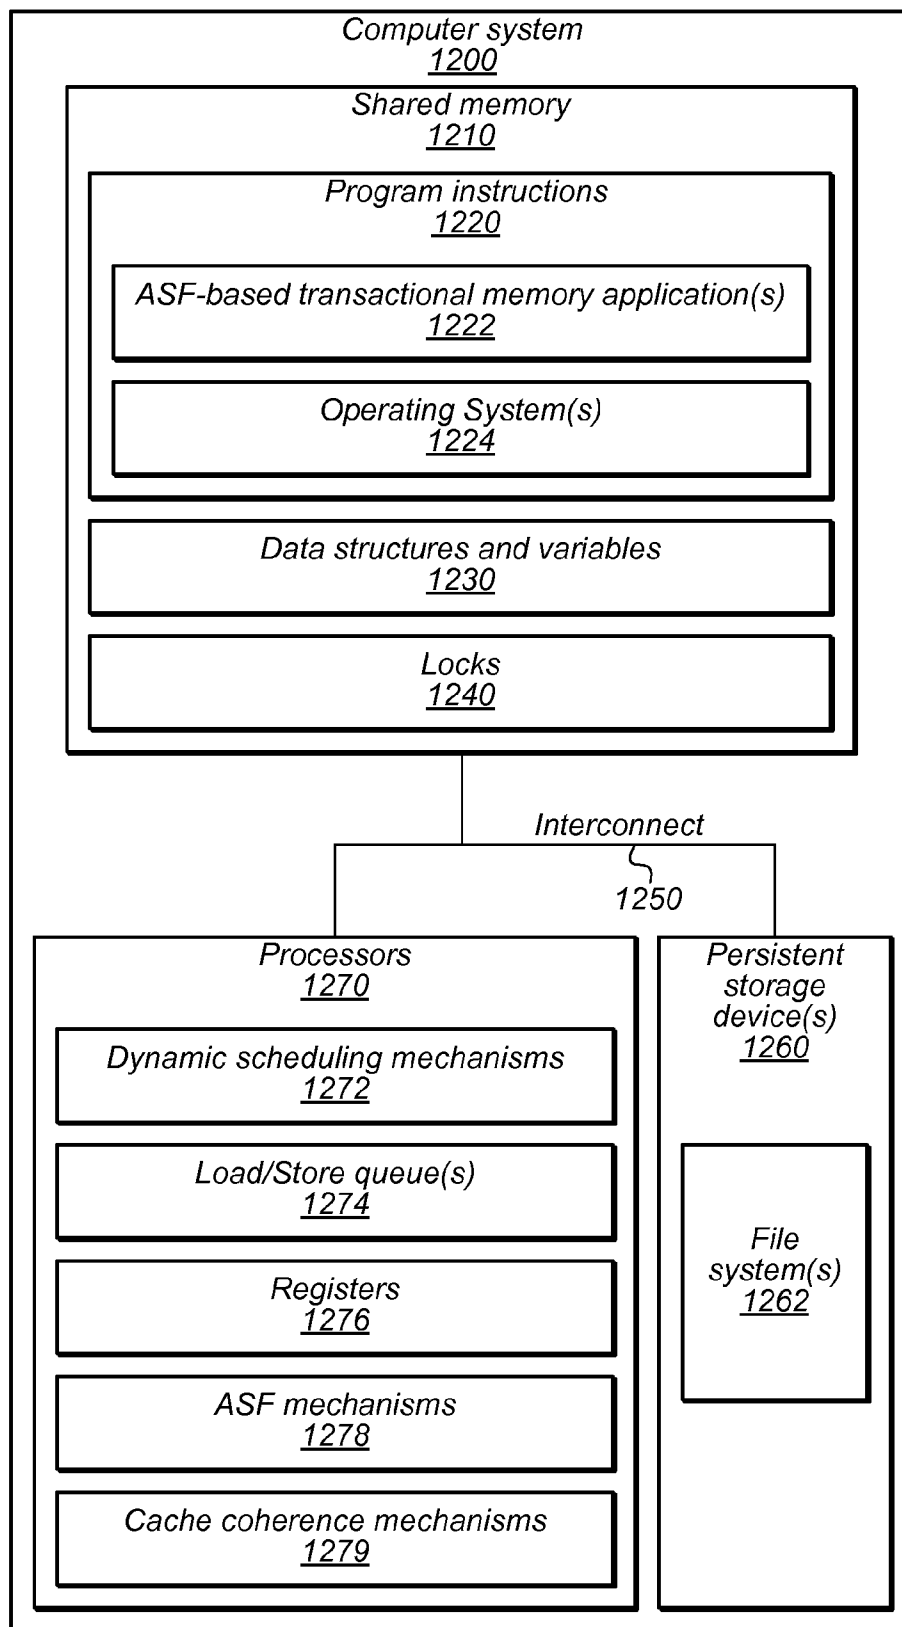 Computer system
1200
Shared memory
1210
Program instructions
1220
ASF-based transactional memory application(s)
1222
Operating System(s)
1224
Data structures and variables
1230
Locks
1240
Interconnect
1250
Processors
1270
Dynamic scheduling mechanisms
1272
Load/Store queue(s)
1274
Registers
1276
ASF mechanisms
1278
Cache coherence mechanisms
1279
Persistent
storage
device(s)
1260
File
system(s)
1262